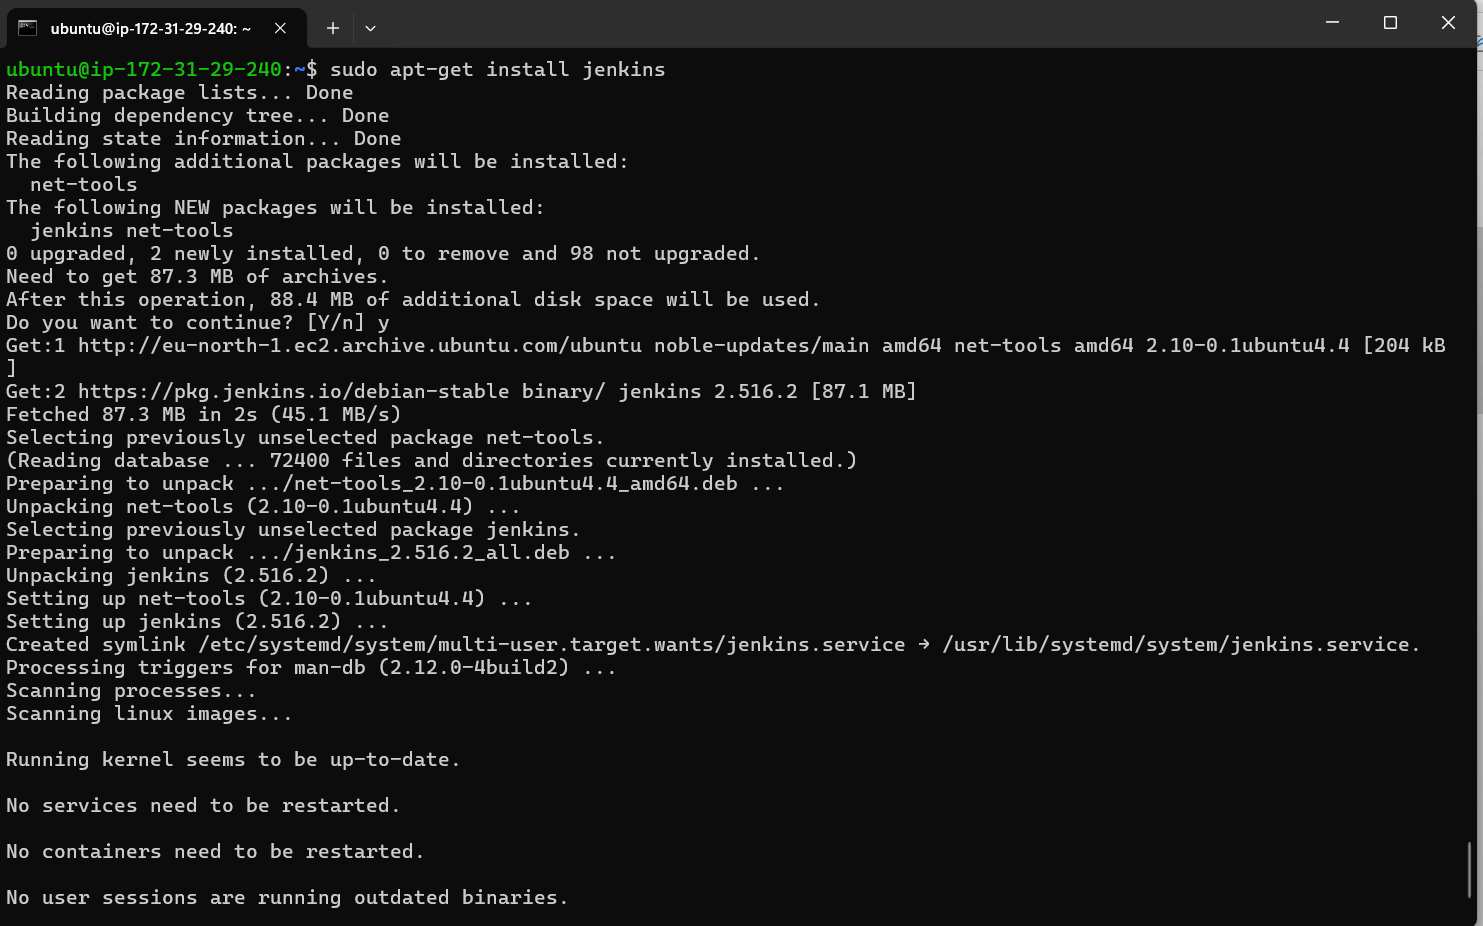 ubuntu@ip-172-31-29-240: ~
ubuntu@ip-172-31-29-240:~$ sudo apt-get install jenkins
Reading package lists... Done
Building dependency tree... Done
Reading state information... Done
The following additional packages will be installed:
  net-tools
The following NEW packages will be installed:
  jenkins net-tools
0 upgraded, 2 newly installed, 0 to remove and 98 not upgraded.
Need to get 87.3 MB of archives.
After this operation, 88.4 MB of additional disk space will be used.
Do you want to continue? [Y/n] y
Get:1 http://eu-north-1.ec2.archive.ubuntu.com/ubuntu noble-updates/main amd64 net-tools amd64 2.10-0.1ubuntu4.4 [204 kB
]
Get:2 https://pkg.jenkins.io/debian-stable binary/ jenkins 2.516.2 [87.1 MB]
Fetched 87.3 MB in 2s (45.1 MB/s)
Selecting previously unselected package net-tools.
(Reading database ... 72400 files and directories currently installed.)
Preparing to unpack .../net-tools_2.10-0.1ubuntu4.4_amd64.deb ...
Unpacking net-tools (2.10-0.1ubuntu4.4) ...
Selecting previously unselected package jenkins.
Preparing to unpack .../jenkins_2.516.2_all.deb ...
Unpacking jenkins (2.516.2) ...
Setting up net-tools (2.10-0.1ubuntu4.4) ...
Setting up jenkins (2.516.2) ...
Created symlink /etc/systemd/system/multi-user.target.wants/jenkins.service → /usr/lib/systemd/system/jenkins.service.
Processing triggers for man-db (2.12.0-4build2) ...
Scanning processes...
Scanning linux images...
Running kernel seems to be up-to-date.
No services need to be restarted.
No containers need to be restarted.
No user sessions are running outdated binaries.